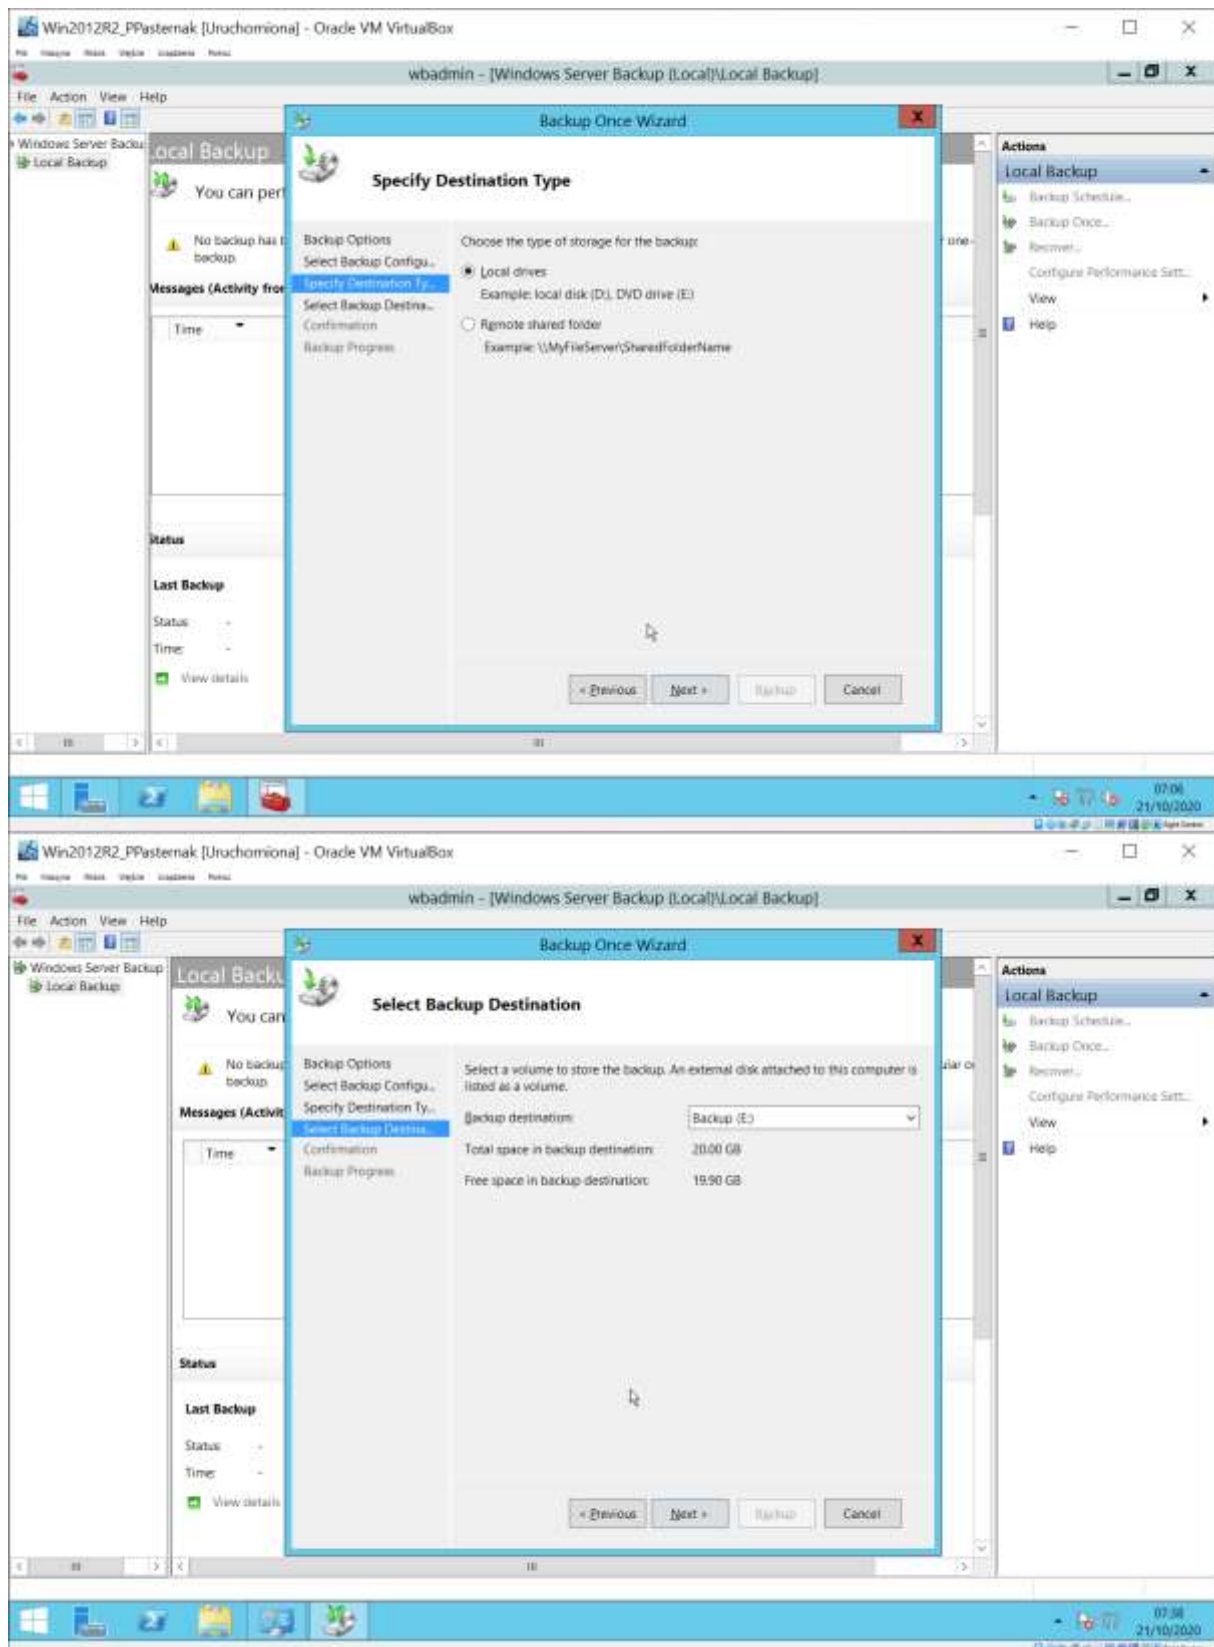 Win2012R2_PPasternak [Uruchomiona] - Oracle VM VirtualBox
wbadmin - [Windows Server Backup (Local)\Local Backup]
File Action View Help
Backup Once Wizard
Windows Server Backu
Local Backup
ocal Backup
You can per
No backup has b
backup.
Messages (Activity fro
Time
Status
Last Backup
Status: -
Time: -
View details
Specify Destination Type
Backup Options
Select Backup Configu...
Specify Destination Ty...
Select Backup Destina...
Confirmation
Backup Progress
Choose the type of storage for the backup:
Local drives
Example: local disk (D:), DVD drive (E:)
Remote shared folder
Example: \\MyFileServer\SharedFolderName
< Previous Next > Backup Cancel
one-
Actions
Local Backup
Backup Schedule...
Backup Once...
Recover...
Configure Performance Sett...
View
Help
07:06
21/10/2020
Win2012R2_PPasternak [Uruchomiona] - Oracle VM VirtualBox
wbadmin - [Windows Server Backup (Local)\Local Backup]
File Action View Help
Backup Once Wizard
Windows Server Backup
Local Backup
Local Backu
You can
No backup
backup.
Messages (Activit
Time
Status
Last Backup
Status: -
Time: -
View details
Select Backup Destination
Backup Options
Select Backup Configu...
Specify Destination Ty...
Select Backup Destina...
Confirmation
Backup Progress
Select a volume to store the backup. An external disk attached to this computer is
listed as a volume.
Backup destination: Backup (E:)
Total space in backup destination: 20.00 GB
Free space in backup destination: 19.90 GB
< Previous Next > Backup Cancel
Actions
Local Backup
Backup Schedule...
Backup Once...
Recover...
Configure Performance Sett...
View
Help
07:38
21/10/2020